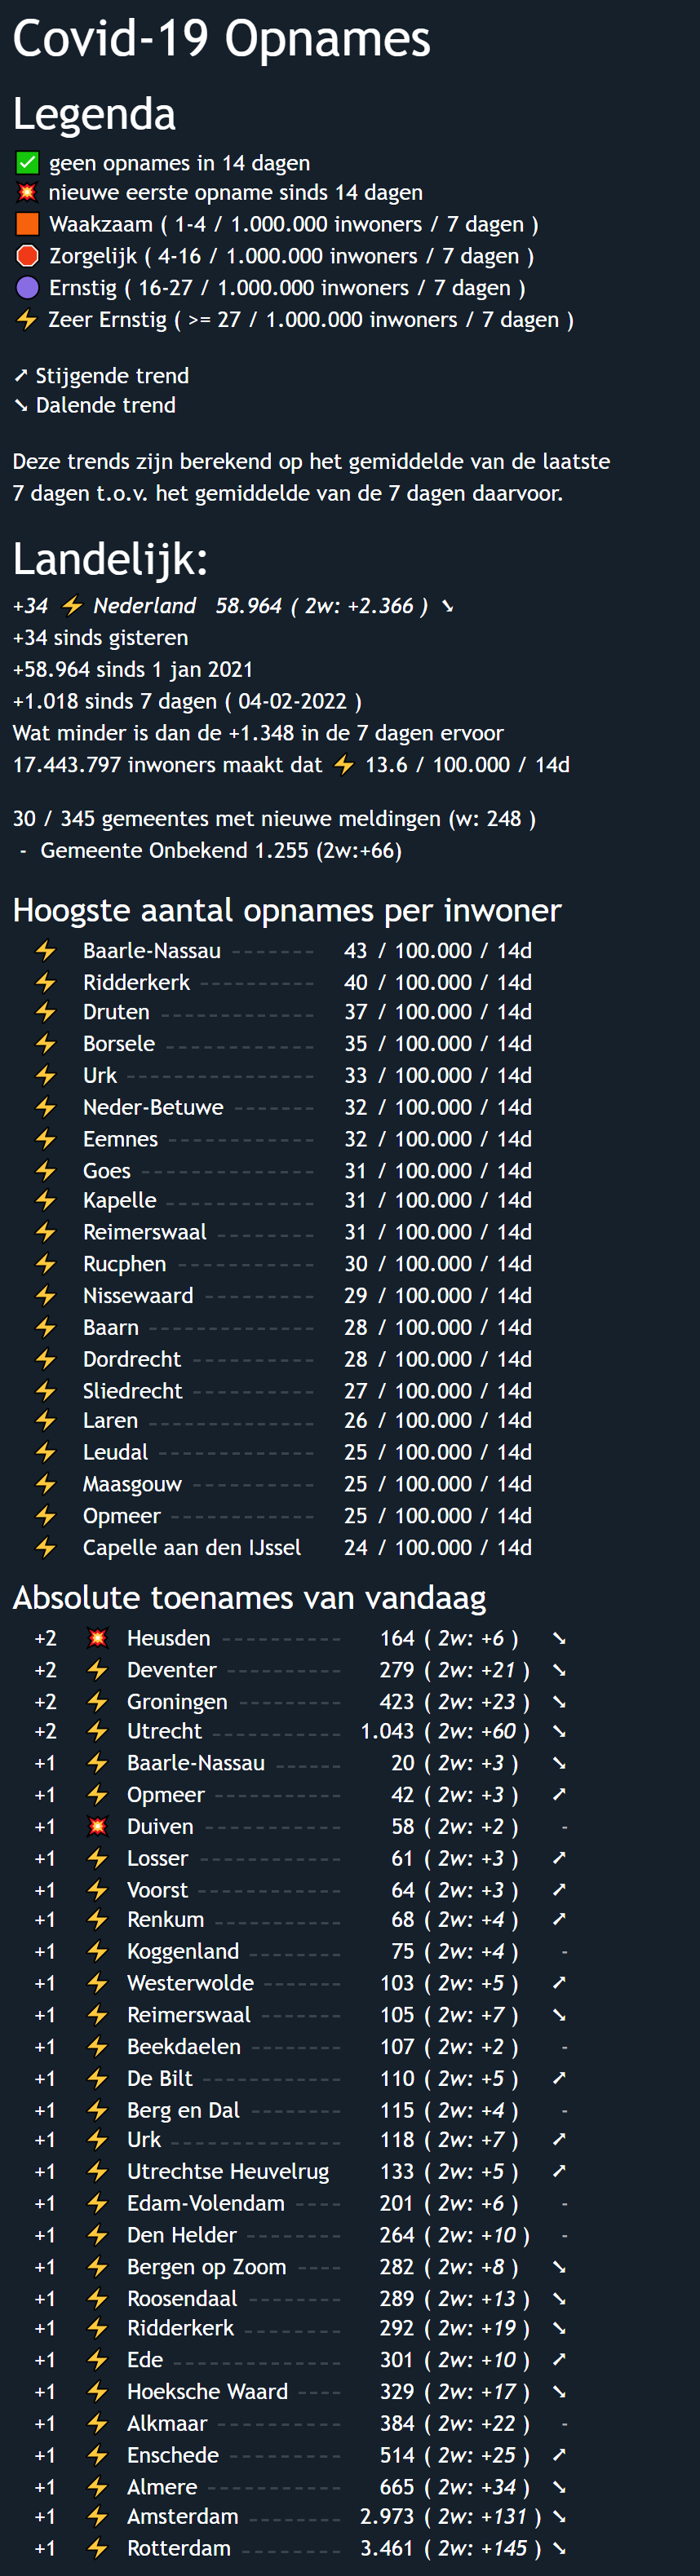 Covid-19 Opnames
Legenda
✅ geen opnames in 14 dagen
💥 nieuwe eerste opname sinds 14 dagen
🟧 Waakzaam ( 1-4 / 1.000.000 inwoners / 7 dagen )
🛑 Zorgelijk ( 4-16 / 1.000.000 inwoners / 7 dagen )
🟣 Ernstig ( 16-27 / 1.000.000 inwoners / 7 dagen )
⚡ Zeer Ernstig ( >= 27 / 1.000.000 inwoners / 7 dagen )
➚ Stijgende trend
➘ Dalende trend
Deze trends zijn berekend op het gemiddelde van de laatste
7 dagen t.o.v. het gemiddelde van de 7 dagen daarvoor.
Landelijk:
+34 ⚡ Nederland 58.964 ( 2w: +2.366 ) ➘
+34 sinds gisteren
+58.964 sinds 1 jan 2021
+1.018 sinds 7 dagen ( 04-02-2022 )
Wat minder is dan de +1.348 in de 7 dagen ervoor
17.443.797 inwoners maakt dat ⚡ 13.6 / 100.000 / 14d
30 / 345 gemeentes met nieuwe meldingen (w: 248 )
- Gemeente Onbekend 1.255 (2w:+66)
Hoogste aantal opnames per inwoner
⚡ Baarle-Nassau ------- 43 / 100.000 / 14d
⚡ Ridderkerk --------- 40 / 100.000 / 14d
⚡ Druten ------------ 37 / 100.000 / 14d
⚡ Borsele ------------ 35 / 100.000 / 14d
⚡ Urk --------------- 33 / 100.000 / 14d
⚡ Neder-Betuwe ------ 32 / 100.000 / 14d
⚡ Eemnes ----------- 32 / 100.000 / 14d
⚡ Goes -------------- 31 / 100.000 / 14d
⚡ Kapelle ------------ 31 / 100.000 / 14d
⚡ Reimerswaal ------- 31 / 100.000 / 14d
⚡ Rucphen ----------- 30 / 100.000 / 14d
⚡ Nissewaard -------- 29 / 100.000 / 14d
⚡ Baarn ------------- 28 / 100.000 / 14d
⚡ Dordrecht --------- 28 / 100.000 / 14d
⚡ Sliedrecht --------- 27 / 100.000 / 14d
⚡ Laren ------------- 26 / 100.000 / 14d
⚡ Leudal ------------ 25 / 100.000 / 14d
⚡ Maasgouw --------- 25 / 100.000 / 14d
⚡ Opmeer ----------- 25 / 100.000 / 14d
⚡ Capelle aan den IJssel 24 / 100.000 / 14d
Absolute toenames van vandaag
+2 💥 Heusden ---------- 164 ( 2w: +6 ) ➘
+2 ⚡ Deventer ---------- 279 ( 2w: +21 ) ➘
+2 ⚡ Groningen --------- 423 ( 2w: +23 ) ➘
+2 ⚡ Utrecht ----------- 1.043 ( 2w: +60 ) ➘
+1 ⚡ Baarle-Nassau ------ 20 ( 2w: +3 ) ➘
+1 ⚡ Opmeer ----------- 42 ( 2w: +3 ) ➚
+1 💥 Duiven ------------ 58 ( 2w: +2 ) -
+1 ⚡ Losser ------------ 61 ( 2w: +3 ) ➚
+1 ⚡ Voorst ------------ 64 ( 2w: +3 ) ➚
+1 ⚡ Renkum ----------- 68 ( 2w: +4 ) ➚
+1 ⚡ Koggenland -------- 75 ( 2w: +4 ) -
+1 ⚡ Westerwolde ------- 103 ( 2w: +5 ) ➚
+1 ⚡ Reimerswaal ------- 105 ( 2w: +7 ) ➘
+1 ⚡ Beekdaelen -------- 107 ( 2w: +2 ) -
+1 ⚡ De Bilt ------------ 110 ( 2w: +5 ) ➚
+1 ⚡ Berg en Dal -------- 115 ( 2w: +4 ) -
+1 ⚡ Urk --------------- 118 ( 2w: +7 ) ➚
+1 ⚡ Utrechtse Heuvelrug 133 ( 2w: +5 ) ➚
+1 ⚡ Edam-Volendam ---- 201 ( 2w: +6 ) -
+1 ⚡ Den Helder -------- 264 ( 2w: +10 ) -
+1 ⚡ Bergen op Zoom ---- 282 ( 2w: +8 ) ➘
+1 ⚡ Roosendaal -------- 289 ( 2w: +13 ) ➘
+1 ⚡ Ridderkerk --------- 292 ( 2w: +19 ) ➘
+1 ⚡ Ede --------------- 301 ( 2w: +10 ) ➚
+1 ⚡ Hoeksche Waard ---- 329 ( 2w: +17 ) ➘
+1 ⚡ Alkmaar ----------- 384 ( 2w: +22 ) -
+1 ⚡ Enschede ---------- 514 ( 2w: +25 ) ➚
+1 ⚡ Almere ------------ 665 ( 2w: +34 ) ➘
+1 ⚡ Amsterdam -------- 2.973 ( 2w: +131 ) ➘
+1 ⚡ Rotterdam --------- 3.461 ( 2w: +145 ) ➘